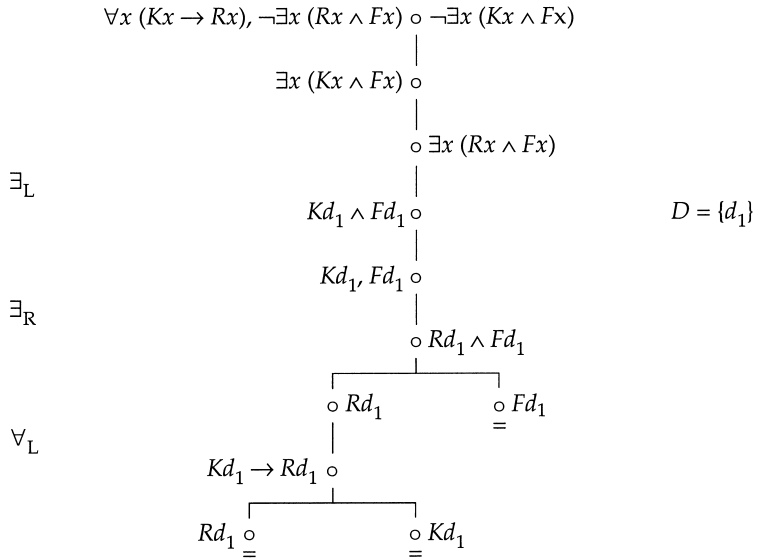 ∀x (Kx → Rx), ¬∃x (Rx ∧ Fx) ○ ¬∃x (Kx ∧ Fx)
∃x (Kx ∧ Fx) ○
○ ∃x (Rx ∧ Fx)
∃L
Kd1 ∧ Fd1 ○ D = {d1}
Kd1, Fd1 ○
∃R
○ Rd1 ∧ Fd1
○ Rd1 ○ Fd1
=
∀L
Kd1 → Rd1 ○
Rd1 ○ ○ Kd1
= =